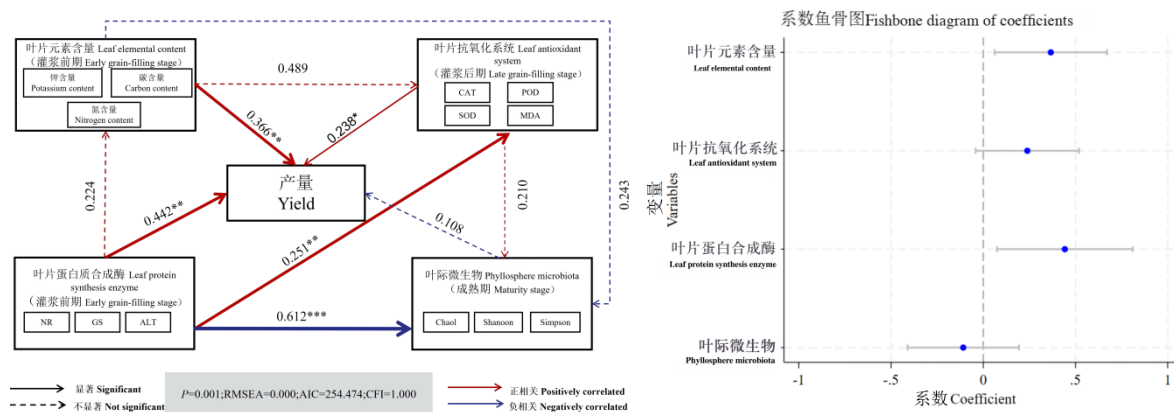 叶片元素含量 Leaf elemental content
（灌浆前期 Early grain-filling stage）
钾含量
Potassium content
碳含量
Carbon content
氮含量
Nitrogen content
叶片抗氧化系统 Leaf antioxidant
system
（灌浆后期 Late grain-filling stage）
CAT
POD
SOD
MDA
0.489
0.366**
0.238*
0.224
0.442**
产量
Yield
0.251**
0.108
0.210
0.243
叶片蛋白质合成酶 Leaf protein
synthesis enzyme
（灌浆前期 Early grain-filling stage）
NR
GS
ALT
0.612***
叶际微生物 Phyllosphere microbiota
（成熟期 Maturity stage）
Chaol
Shanoon
Simpson
显著 Significant
不显著 Not significant
P=0.001;RMSEA=0.000;AIC=254.474;CFI=1.000
正相关 Positively correlated
负相关 Negatively correlated
系数鱼骨图Fishbone diagram of coefficients
叶片元素含量
Leaf elemental content
叶片抗氧化系统
Leaf antioxidant system
变量
Variables
叶片蛋白合成酶
Leaf protein synthesis enzyme
叶际微生物
Phyllosphere microbiota
-1
-.5
0
.5
1
系数 Coefficient